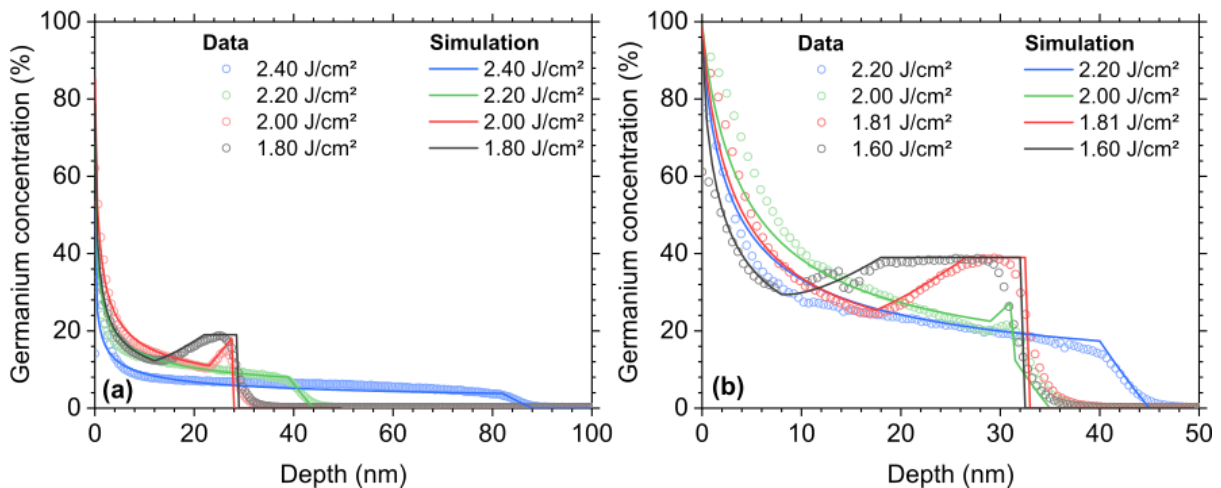 Germanium concentration (%)
100
80
60
40
20
0
Data Simulation
2.40 J/cm² 2.40 J/cm²
2.20 J/cm² 2.20 J/cm²
2.00 J/cm² 2.00 J/cm²
1.80 J/cm² 1.80 J/cm²
(a)
0 20 40 60 80 100
Depth (nm)
Germanium concentration (%)
100
80
60
40
20
0
Data Simulation
2.20 J/cm² 2.20 J/cm²
2.00 J/cm² 2.00 J/cm²
1.81 J/cm² 1.81 J/cm²
1.60 J/cm² 1.60 J/cm²
(b)
0 10 20 30 40 50
Depth (nm)